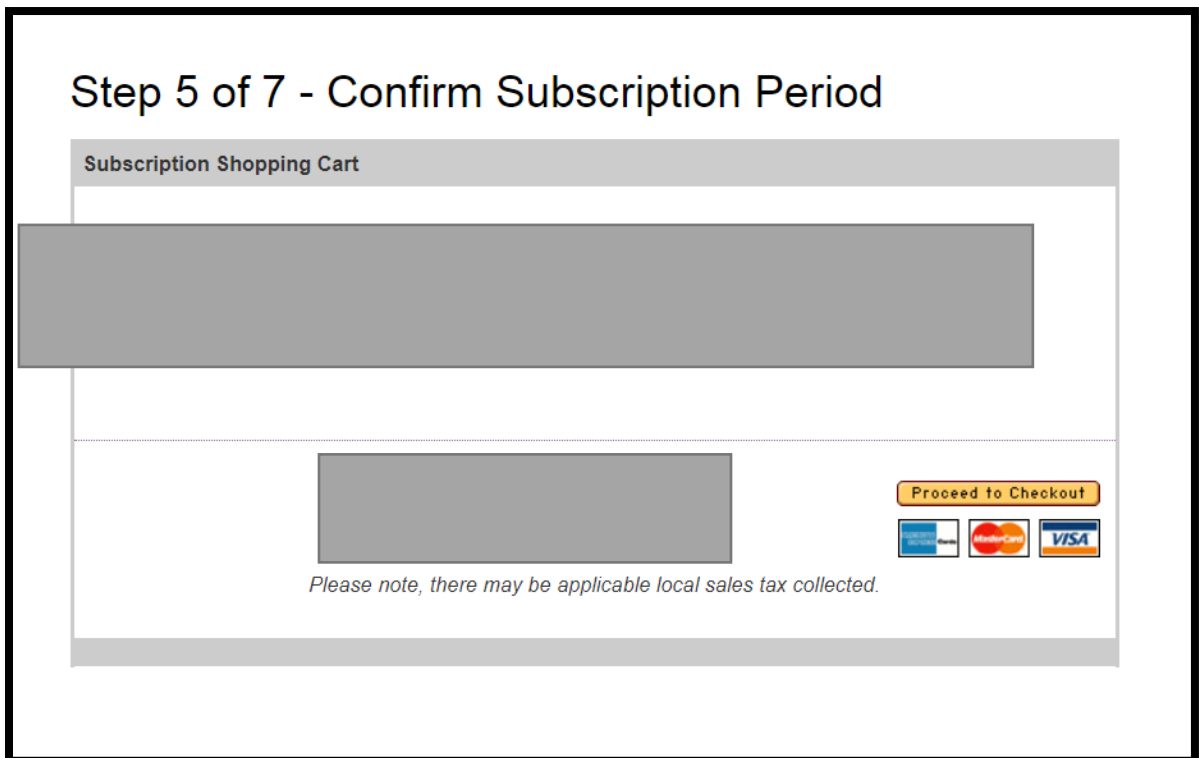 Step 5 of 7 - Confirm Subscription Period
Subscription Shopping Cart
Proceed to Checkout
MasterCard VISA
Please note, there may be applicable local sales tax collected.